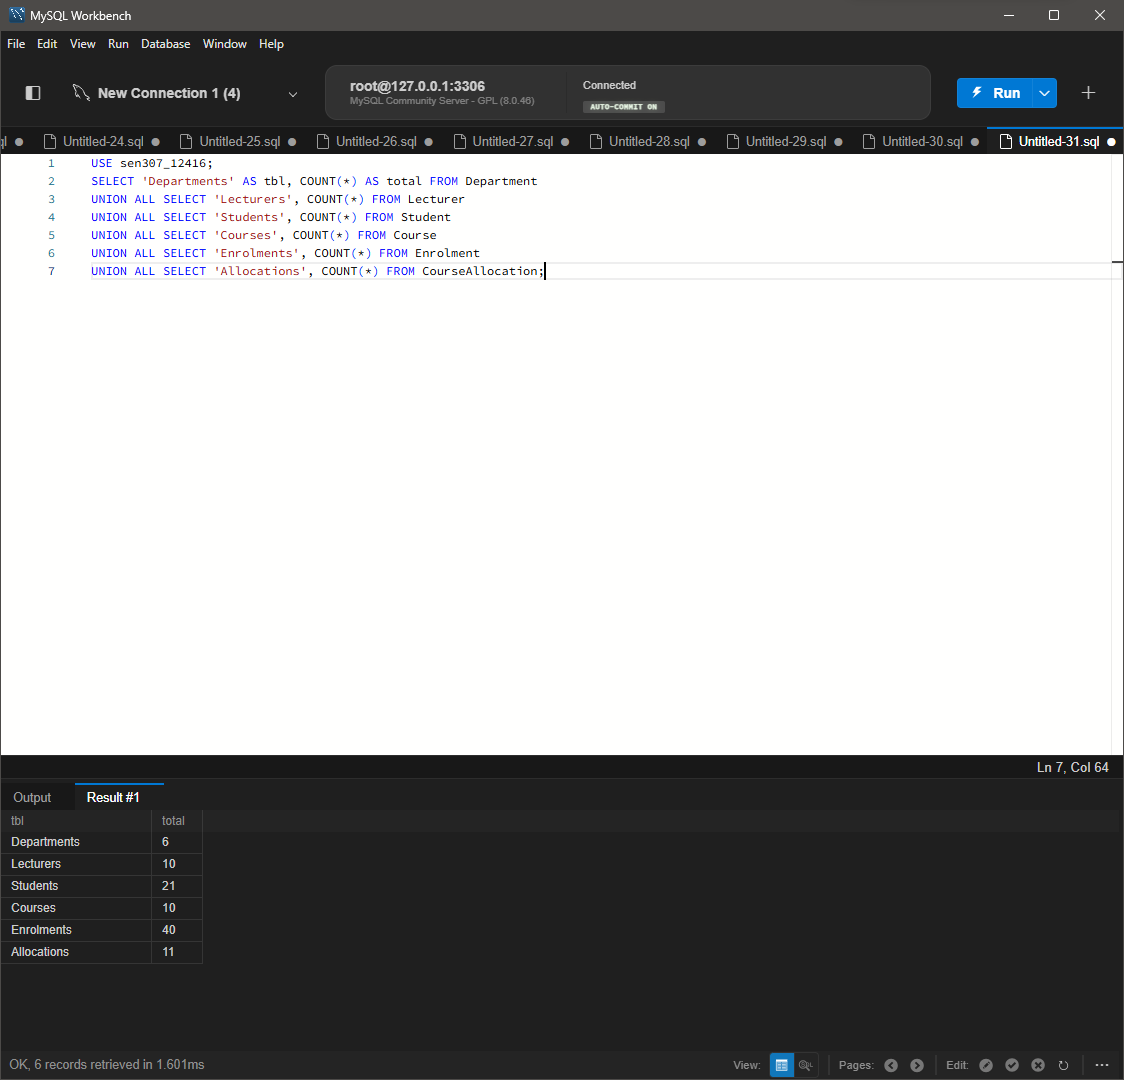 MySQL Workbench
File Edit View Run Database Window Help
New Connection 1 (4)
root@127.0.0.1:3306
MySQL Community Server - GPL (8.0.46)
Connected
AUTO-COMMIT ON
Run
ql Untitled-24.sql Untitled-25.sql Untitled-26.sql Untitled-27.sql Untitled-28.sql Untitled-29.sql Untitled-30.sql Untitled-31.sql
1 USE sen307_12416;
2 SELECT 'Departments' AS tbl, COUNT(*) AS total FROM Department
3 UNION ALL SELECT 'Lecturers', COUNT(*) FROM Lecturer
4 UNION ALL SELECT 'Students', COUNT(*) FROM Student
5 UNION ALL SELECT 'Courses', COUNT(*) FROM Course
6 UNION ALL SELECT 'Enrolments', COUNT(*) FROM Enrolment
7 UNION ALL SELECT 'Allocations', COUNT(*) FROM CourseAllocation;
Ln 7, Col 64
Output Result #1
tbl total
Departments 6
Lecturers 10
Students 21
Courses 10
Enrolments 40
Allocations 11
OK, 6 records retrieved in 1.601ms
View: Pages: Edit: